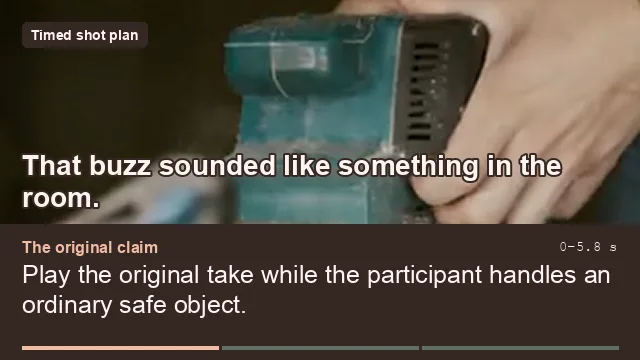 Timed shot plan
That buzz sounded like something in the
room.
The original claim
0–5.8 s
Play the original take while the participant handles an
ordinary safe object.